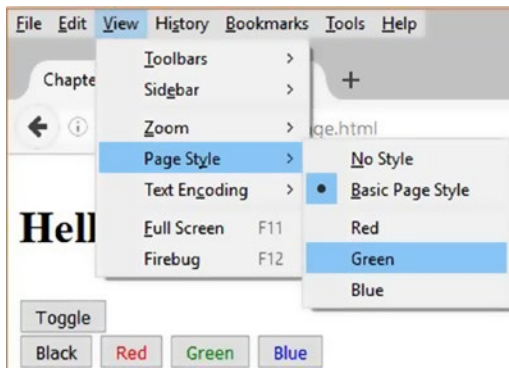 File Edit View History Bookmarks Tools Help
Toolbars >
Chapte
Sidebar >
+
Zoom >
ge.html
Page Style >
No Style
Text Encoding >
Basic Page Style
Hell
Full Screen F11
Red
Firebug F12
Green
Blue
Toggle
Black Red Green Blue